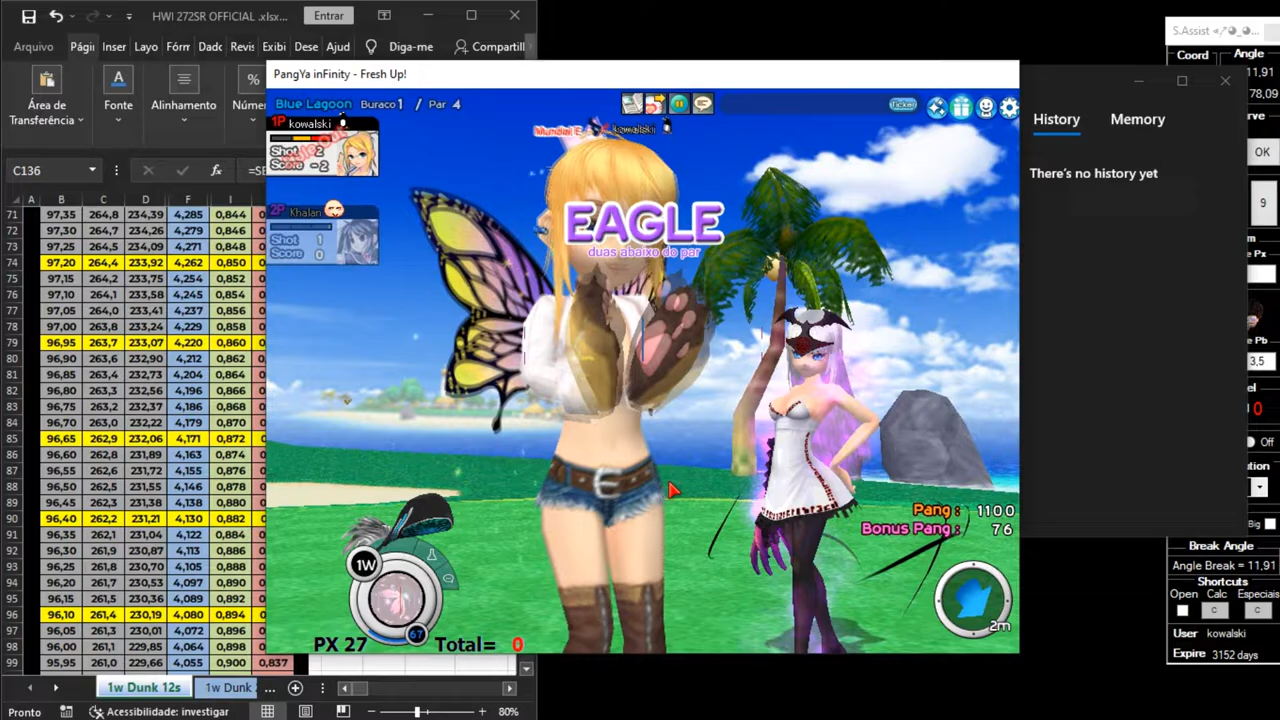 HWI 272SR OFFICIAL .xlsx...
Entrar
Arquivo Pági Inser Layo Fórm Dado Revis Exibi Dese Ajud Diga-me Compartil
Área de Transferência
Fonte
Alinhamento
Númer
C136
fx
A B C D F I
71 97,35 264,8 234,39 4,285 0,844
72 97,30 264,7 234,26 4,279 0,846
73 97,25 264,5 234,09 4,271 0,848
74 97,20 264,4 233,92 4,262 0,850
75 97,15 264,2 233,75 4,254 0,852
76 97,10 264,1 233,58 4,245 0,854
77 97,05 264,0 233,41 4,237 0,856
78 97,00 263,8 233,24 4,229 0,858
79 96,95 263,7 233,07 4,220 0,860
80 96,90 263,6 232,90 4,212 0,862
81 96,85 263,4 232,73 4,204 0,864
82 96,80 263,3 232,56 4,196 0,866
83 96,75 263,2 232,37 4,186 0,868
84 96,70 263,0 232,22 4,179 0,870
85 96,65 262,9 232,06 4,171 0,872
86 96,60 262,8 231,89 4,163 0,874
87 96,55 262,6 231,72 4,155 0,876
88 96,50 262,5 231,55 4,146 0,878
89 96,45 262,3 231,38 4,138 0,880
90 96,40 262,2 231,21 4,130 0,882
91 96,35 262,1 231,04 4,122 0,884
92 96,30 261,9 230,87 4,113 0,886
93 96,25 261,8 230,70 4,105 0,888
94 96,20 261,7 230,53 4,097 0,890
95 96,15 261,5 230,36 4,089 0,892
96 96,10 261,4 230,19 4,080 0,894
97 96,05 261,3 230,01 4,072 0,896
98 96,00 261,1 229,85 4,064 0,898
99 95,95 261,0 229,66 4,055 0,900 0,837
1w Dunk 12s
1w Dunk
...
Pronto
Acessibilidade: investigar
80%
PangYa inFinity - Fresh Up!
Blue Lagoon Buraco 1 / Par 4
Ticket
1P kowalski
Shot 2
Score -2
2P Khalan
Shot 1
Score 0
kowalski
EAGLE
duas abaixo do par
Pang : 1100
Bonus Pang : 76
1W
67
PX 27
Total= 0
2m
History
Memory
There's no history yet
S.Assist
Coord Angle
11,91
78,09
OK
9
3,5
0
Off
Big
Break Angle
Angle Break = 11,91
Shortcuts
Open Calc Especiais
C C
User kowalski
Expire 3152 days